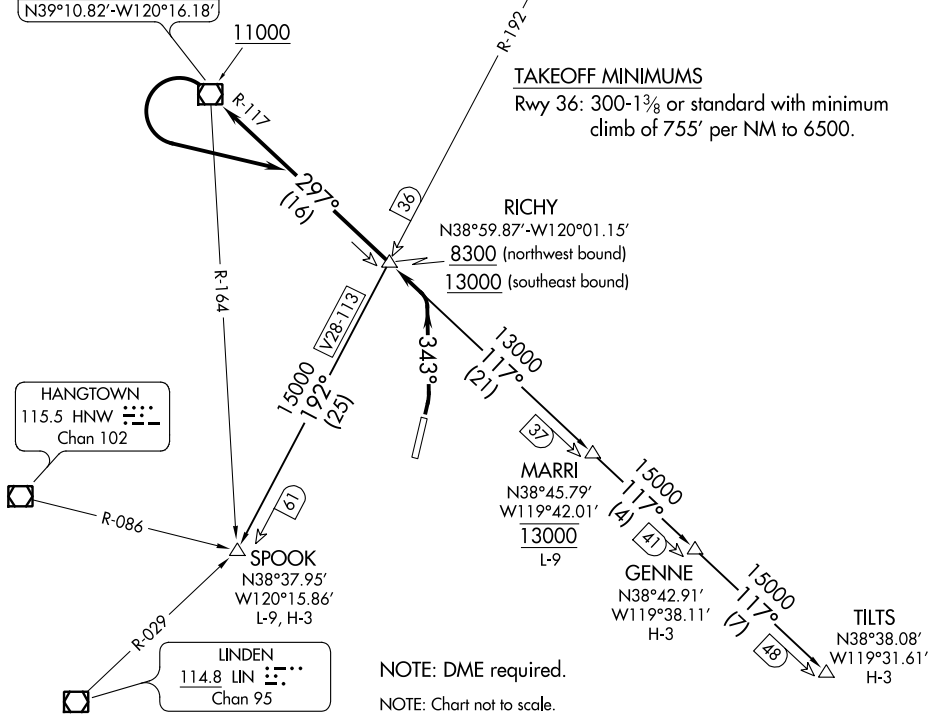 N39°10.82'-W120°16.18'
11000
R-192
R-117
TAKEOFF MINIMUMS
Rwy 36: 300-1⅜ or standard with minimum
climb of 755' per NM to 6500.
297°
(16)
36
RICHY
N38°59.87'-W120°01.15'
8300 (northwest bound)
13000 (southeast bound)
R-164
V28-113
15000
192°
(25)
343°
13000
117°
(21)
HANGTOWN
115.5 HNW
Chan 102
R-086
37
MARRI
N38°45.79'
W119°42.01'
13000
L-9
15000
117°
(4)
61
SPOOK
N38°37.95'
W120°15.86'
L-9, H-3
41
GENNE
N38°42.91'
W119°38.11'
H-3
15000
117°
(7)
48
TILTS
N38°38.08'
W119°31.61'
H-3
R-029
LINDEN
114.8 LIN
Chan 95
NOTE: DME required.
NOTE: Chart not to scale.